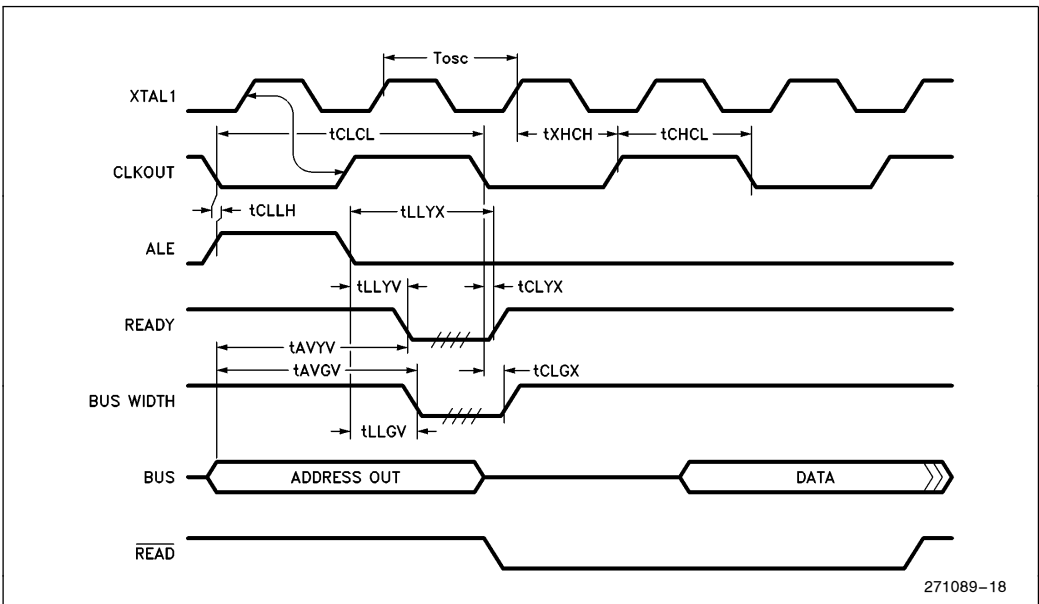 Tosc
XTAL1
tCLCL
tXHCH
tCHCL
CLKOUT
tCLLH
tLLYX
ALE
tLLYV
tCLYX
READY
tAVYV
tAVGV
tCLGX
BUS WIDTH
tLLGV
BUS
ADDRESS OUT
DATA
READ
271089-18